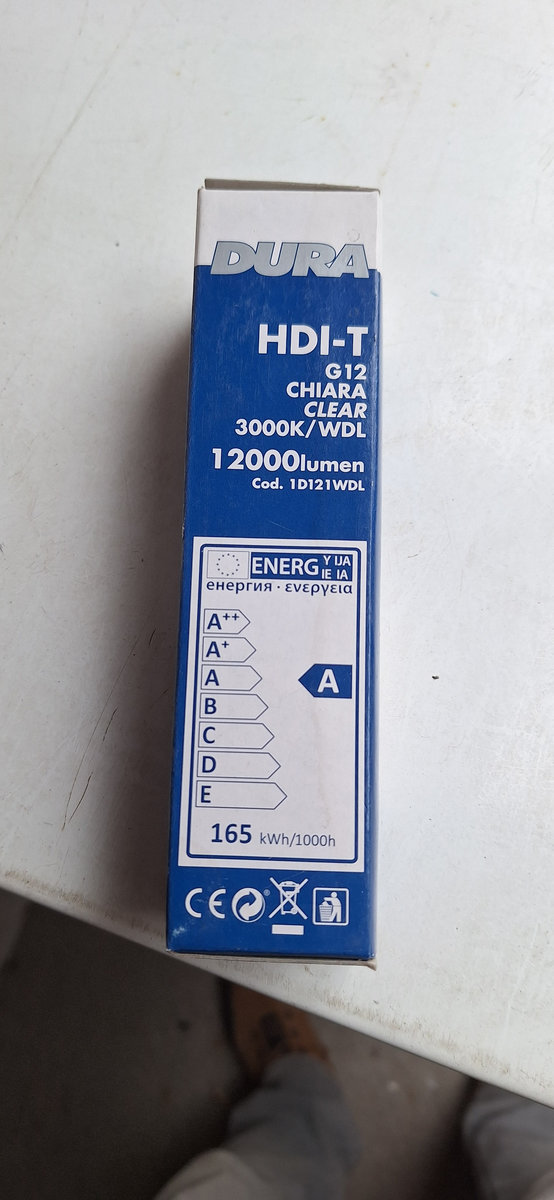 DURA
HDI-T
G12
CHIARA
CLEAR
3000K/WDL
12000lumen
Cod. 1D121WDL
ENERG Y IJA
IE IA
енергия · ενεργεια
A++
A+
A
A
B
C
D
E
165 kWh/1000h
CE